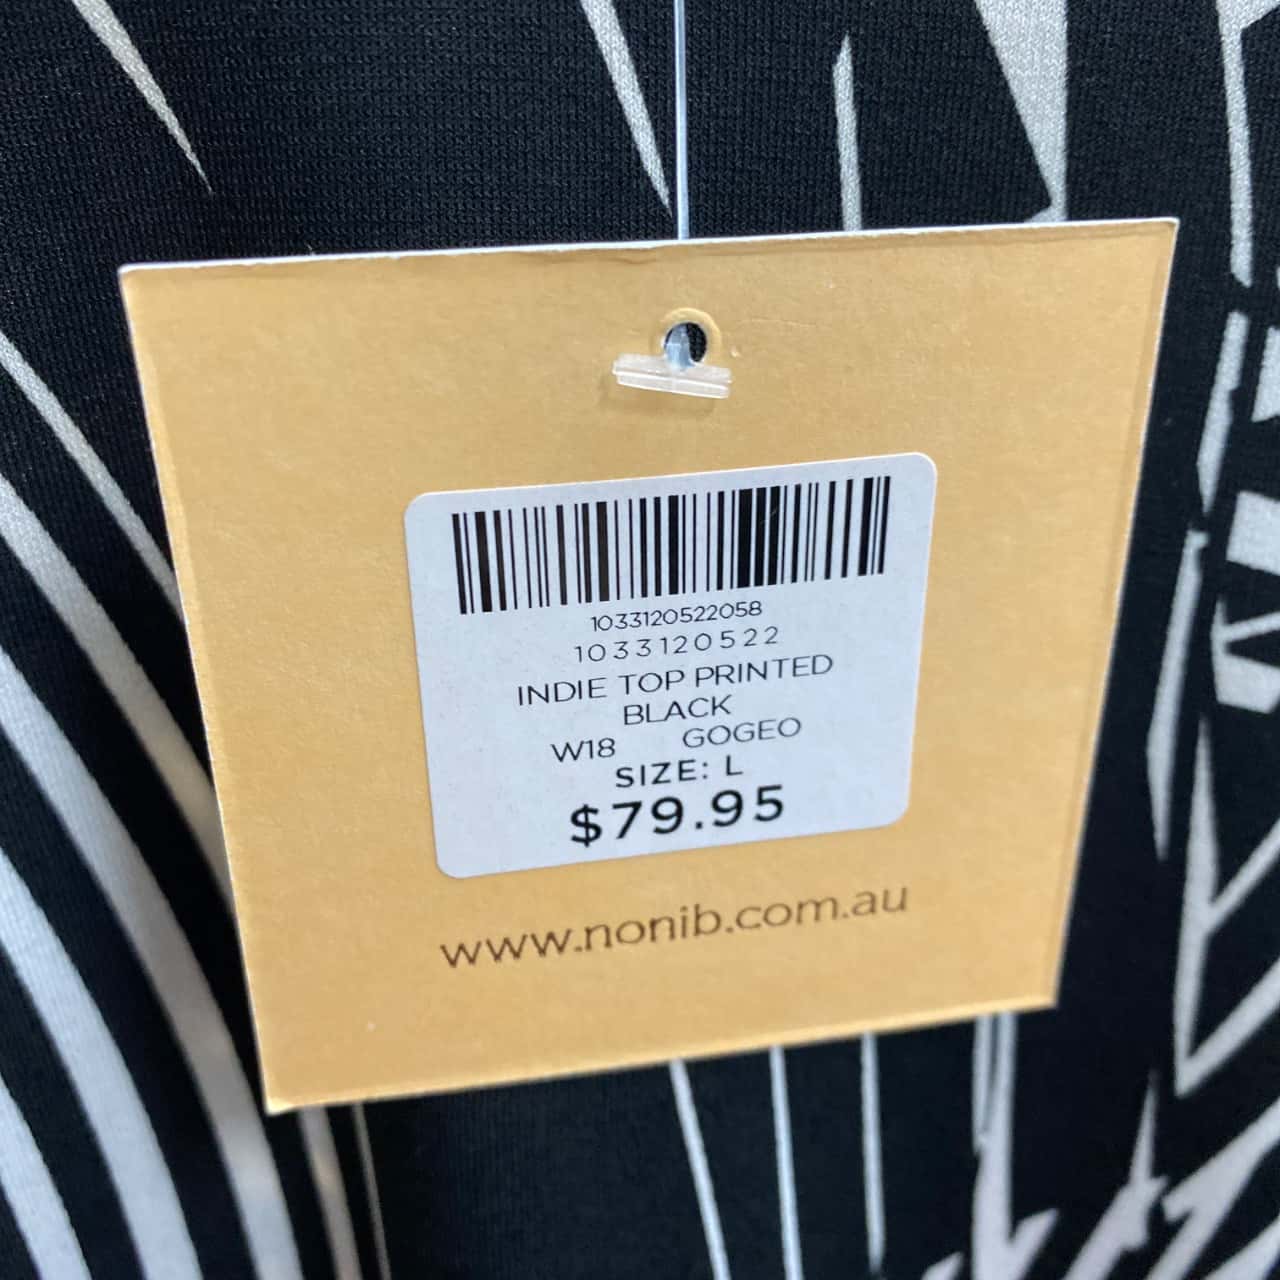 1033120522058
1033120522
INDIE TOP PRINTED
BLACK
W18 GOGEO
SIZE: L
$79.95
www.nonib.com.au